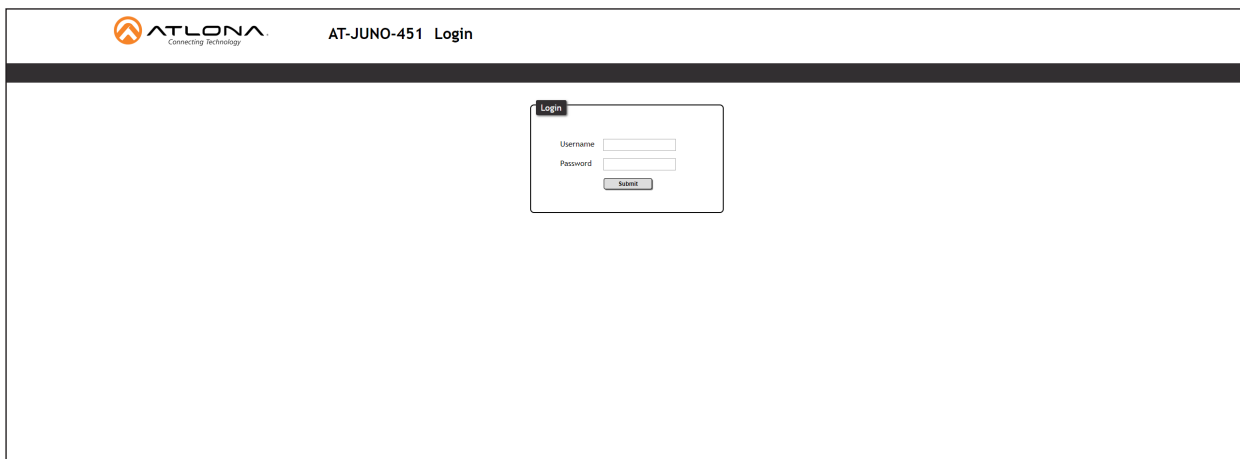 ATLONA.
Connecting Technology
AT-JUNO-451 Login
Login
Username
Password
Submit